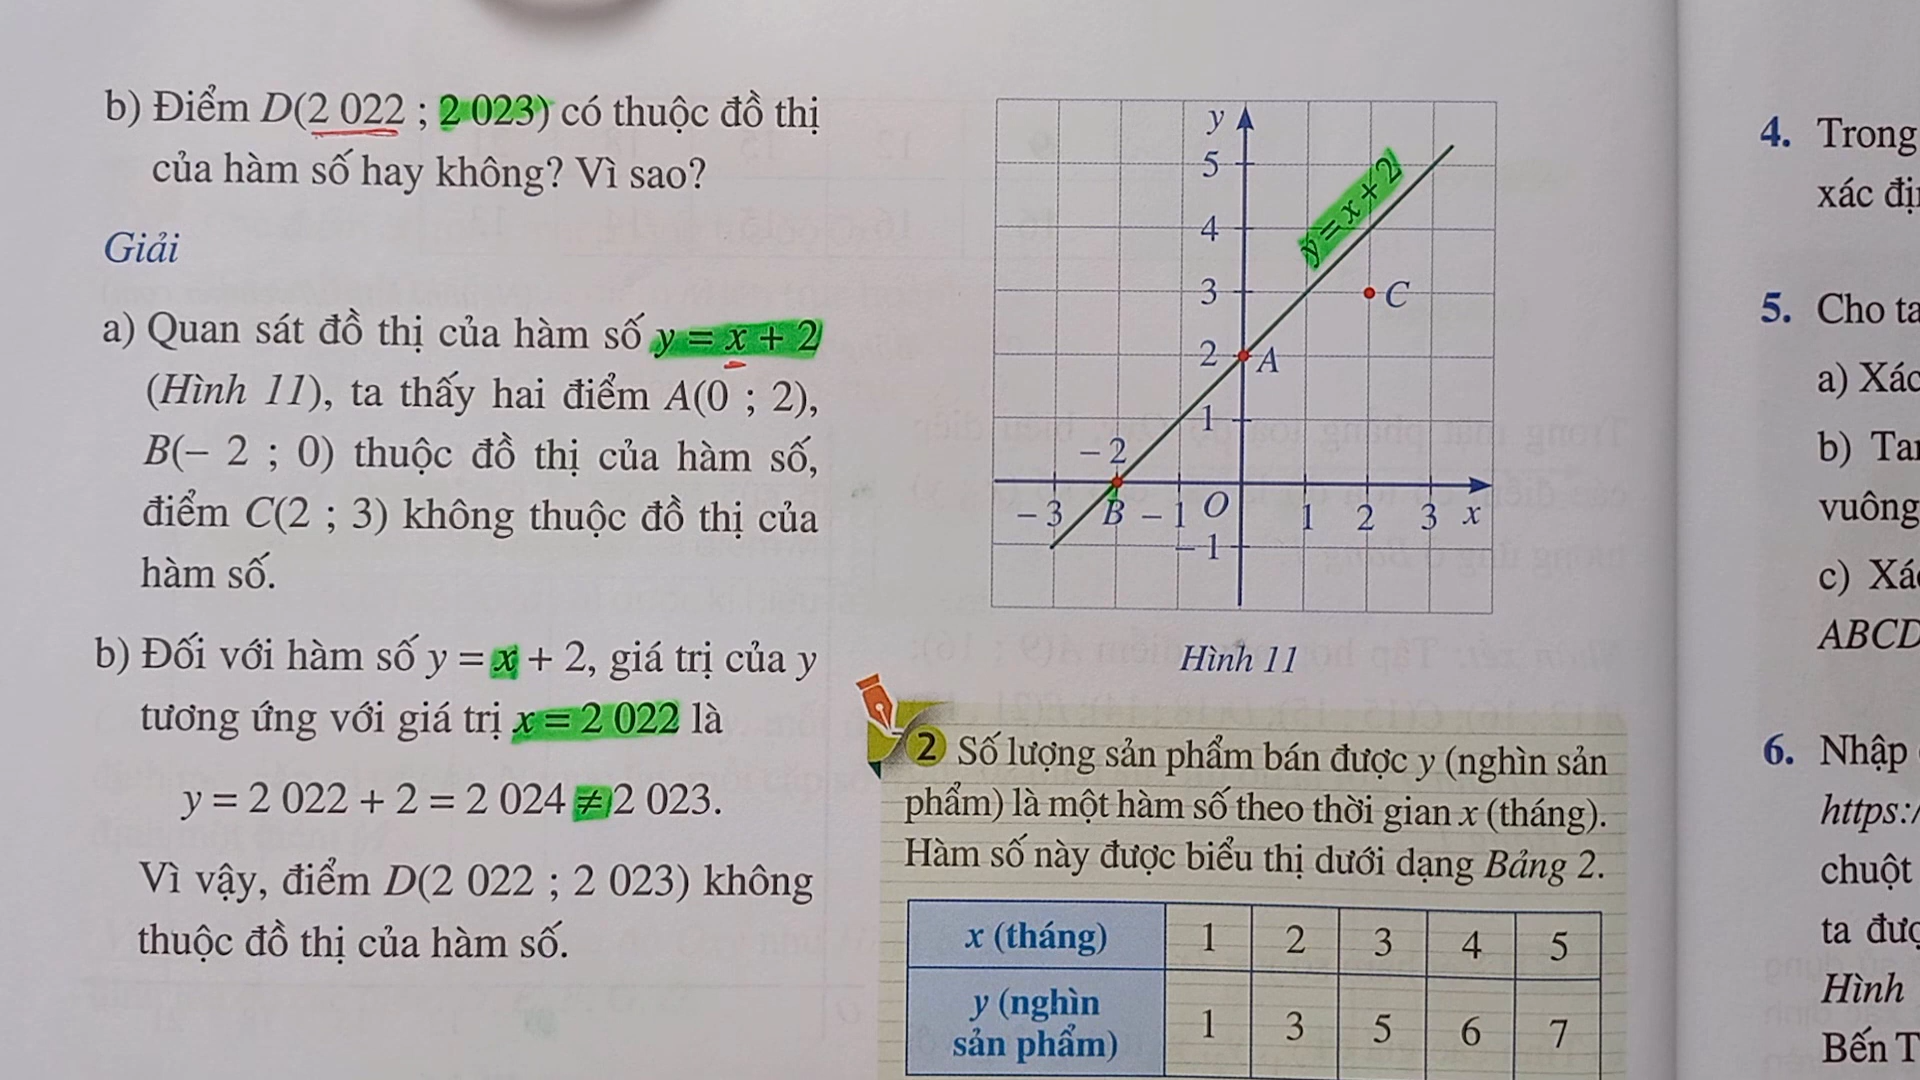 b) Điểm D(2 022 ; 2 023) có thuộc đồ thị
của hàm số hay không? Vì sao?
Giải
a) Quan sát đồ thị của hàm số y = x + 2
(Hình 11), ta thấy hai điểm A(0 ; 2),
B(– 2 ; 0) thuộc đồ thị của hàm số,
điểm C(2 ; 3) không thuộc đồ thị của
hàm số.
b) Đối với hàm số y = x + 2, giá trị của y
tương ứng với giá trị x = 2 022 là
y = 2 022 + 2 = 2 024 ≠ 2 023.
Vì vậy, điểm D(2 022 ; 2 023) không
thuộc đồ thị của hàm số.
y
5
y = x + 2
4
3 C
2 A
1
– 2
– 3 B – 1 O 1 2 3 x
– 1
Hình 11
2 Số lượng sản phẩm bán được y (nghìn sản
phẩm) là một hàm số theo thời gian x (tháng).
Hàm số này được biểu thị dưới dạng Bảng 2.
x (tháng) 1 2 3 4 5
y (nghìn
sản phẩm) 1 3 5 6 7
4. Trong
xác
5. Cho ta
a) Xác
b)
vuông
c)
ABCD
6. Nhập
https:/
chuột
ta
Hình
Bến T